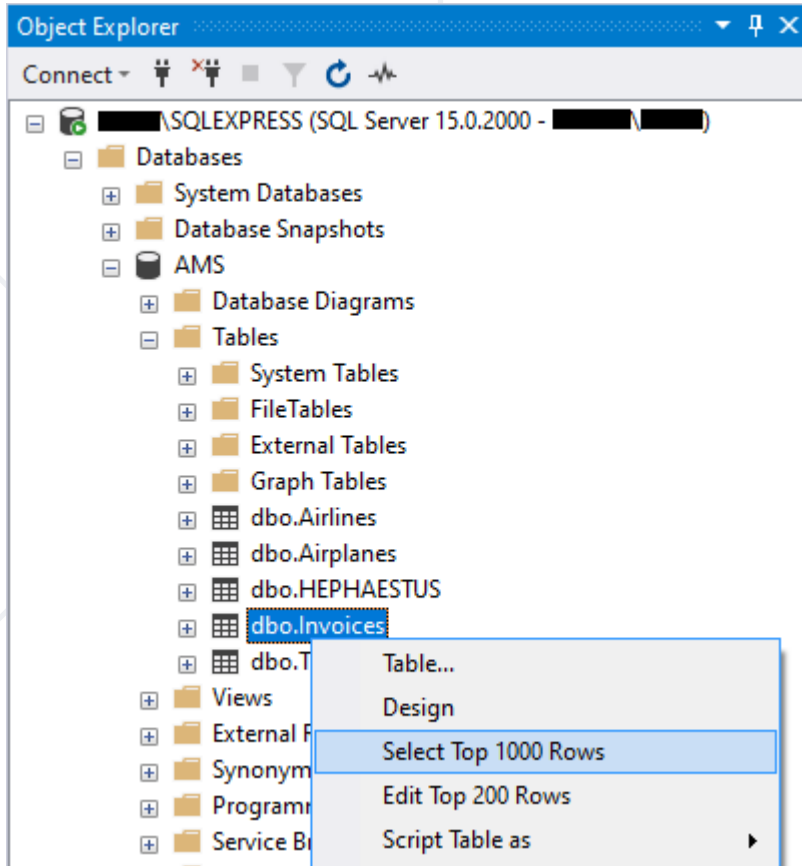 Object Explorer
Connect
\SQLEXPRESS (SQL Server 15.0.2000 - \ )
Databases
System Databases
Database Snapshots
AMS
Database Diagrams
Tables
System Tables
FileTables
External Tables
Graph Tables
dbo.Airlines
dbo.Airplanes
dbo.HEPHAESTUS
dbo.Invoices
dbo.T
Table...
Views
Design
External
Select Top 1000 Rows
Synonym
Edit Top 200 Rows
Programm
Script Table as
Service B